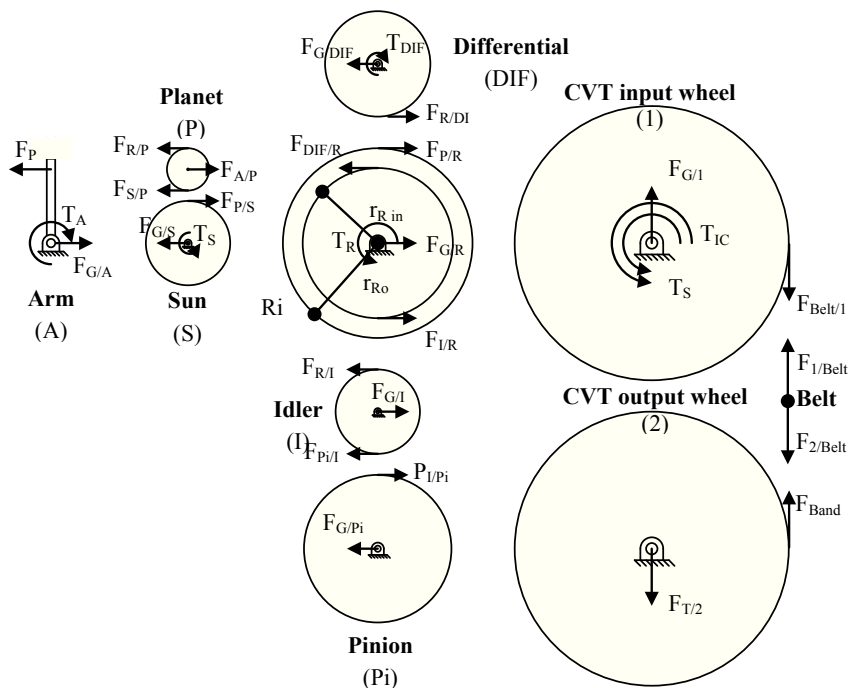 F_G/DIF
T_DIF
Differential
(DIF)
F_R/DI
Planet
(P)
CVT input wheel
(1)
F_P
F_R/P
F_A/P
F_S/P
F_P/S
F_DIF/R
F_P/R
T_A
F_G/S
T_S
F_G/A
r_R in
T_R
F_G/R
r_Ro
F_G/1
T_IC
T_S
Arm
(A)
Sun
(S)
Ri
F_I/R
F_Belt/1
F_R/I
F_G/I
Idler
(I)
F_Pi/I
F_1/Belt
CVT output wheel
(2)
Belt
F_2/Belt
P_I/Pi
F_G/Pi
F_Band
F_T/2
Pinion
(Pi)